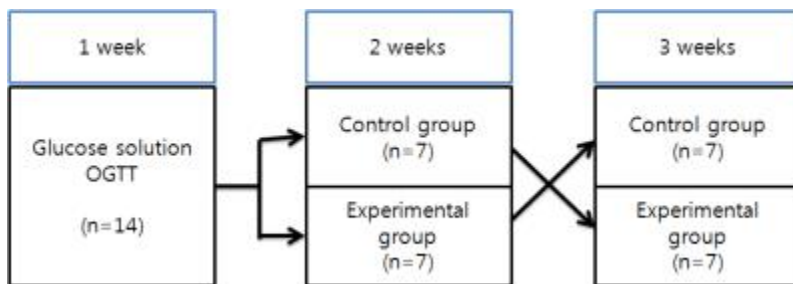 1 week
2 weeks
3 weeks
Glucose solution
OGTT
(n=14)
Control group
(n=7)
Experimental
group
(n=7)
Control group
(n=7)
Experimental
group
(n=7)